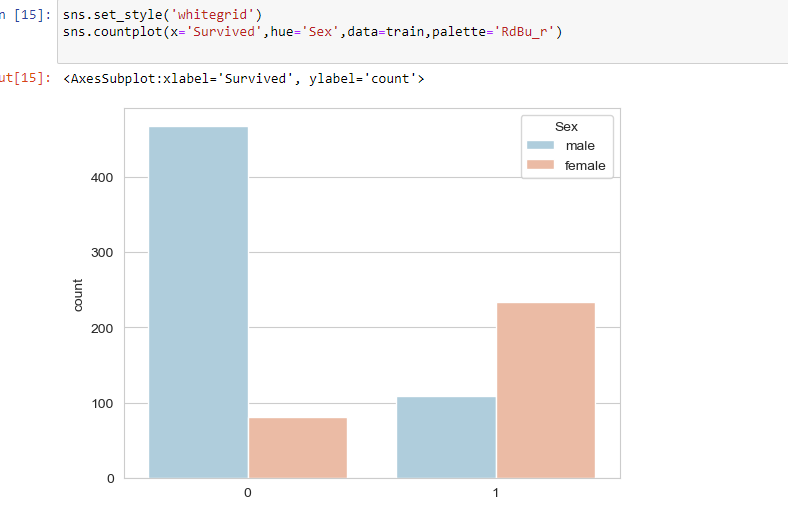 n [15]: sns.set_style('whitegrid')
sns.countplot(x='Survived',hue='Sex',data=train,palette='RdBu_r')
ut[15]: <AxesSubplot:xlabel='Survived', ylabel='count'>
Sex
male
female
400
300
200
100
0
count
0 1